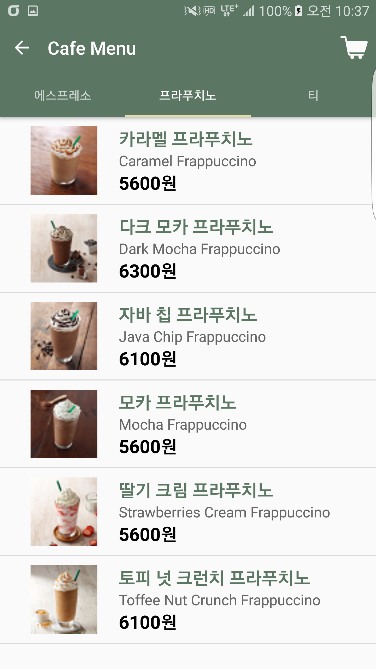 LTE+ 100% 오전 10:37
Cafe Menu
에스프레소 프라푸치노 티
카라멜 프라푸치노
Caramel Frappuccino
5600원
다크 모카 프라푸치노
Dark Mocha Frappuccino
6300원
자바 칩 프라푸치노
Java Chip Frappuccino
6100원
모카 프라푸치노
Mocha Frappuccino
5600원
딸기 크림 프라푸치노
Strawberries Cream Frappuccino
5600원
토피 넛 크런치 프라푸치노
Toffee Nut Crunch Frappuccino
6100원